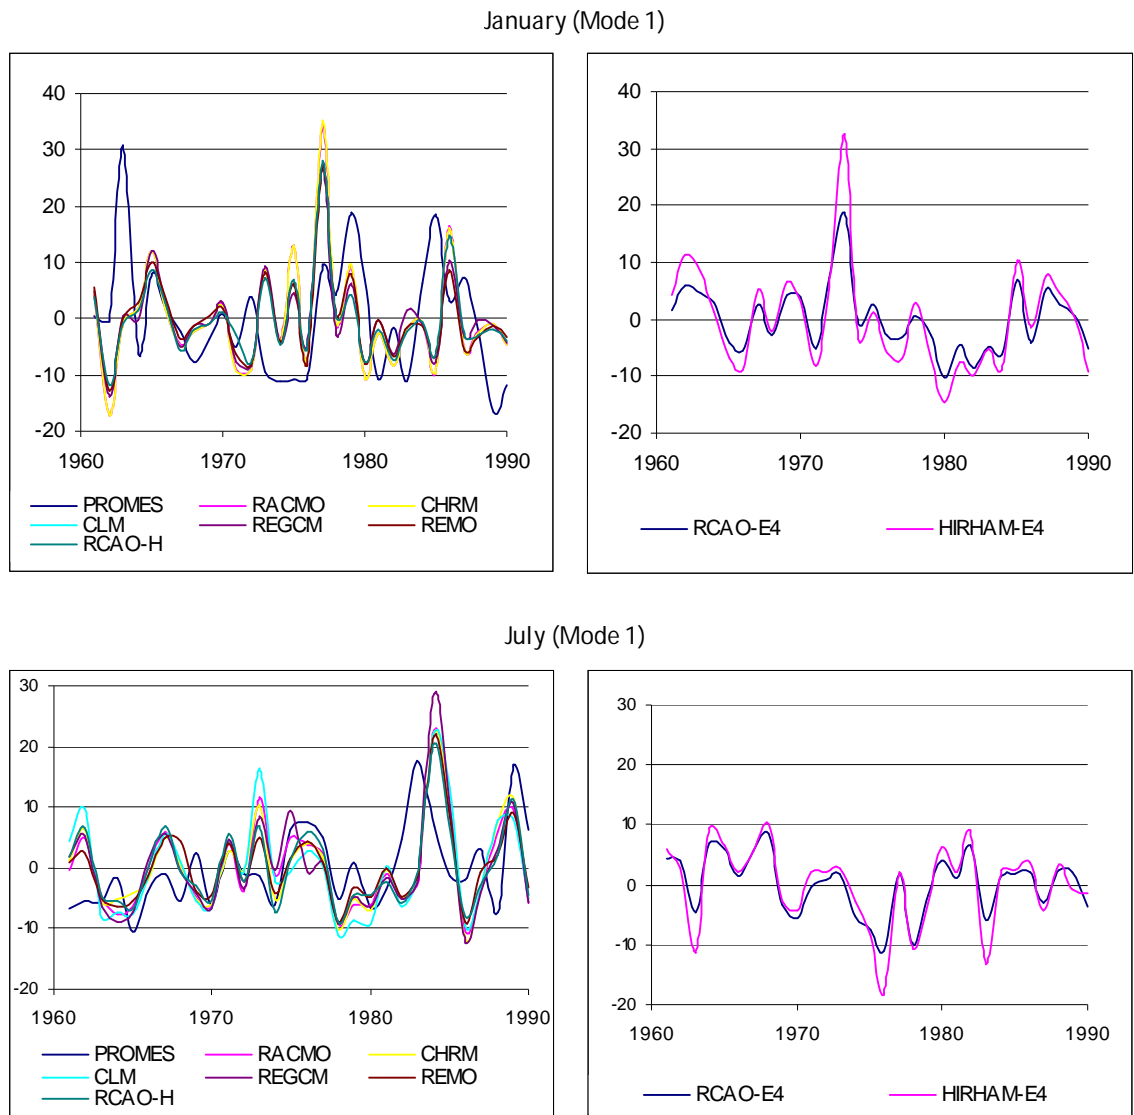 January (Mode 1)
40
30
20
10
0
-10
-20
1960 1970 1980 1990
PROMES RACMO CHRM
CLM REGCM REMO
RCAO-H
40
30
20
10
0
-10
-20
1960 1970 1980 1990
RCAO-E4 HIRHAM-E4
July (Mode 1)
30
20
10
0
-10
-20
1960 1970 1980 1990
PROMES RACMO CHRM
CLM REGCM REMO
RCAO-H
30
20
10
0
-10
-20
1960 1970 1980 1990
RCAO-E4 HIRHAM-E4